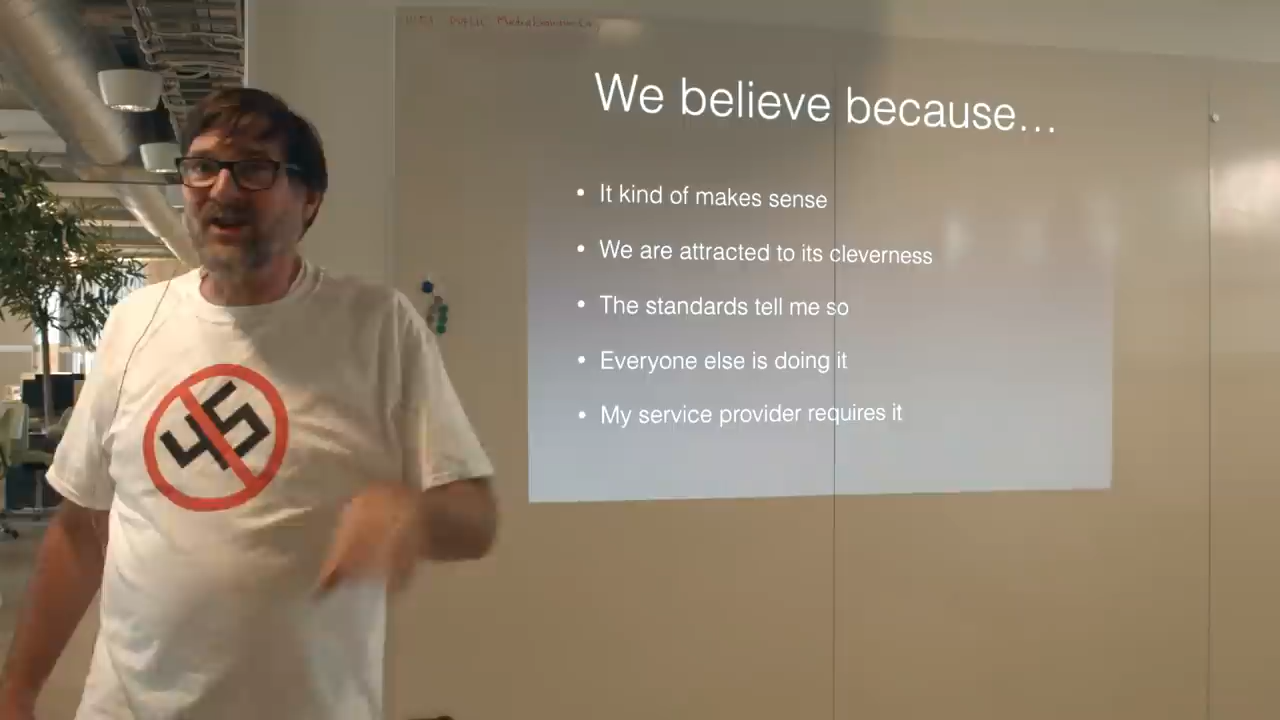 We believe because...
• It kind of makes sense
• We are attracted to its cleverness
• The standards tell me so
• Everyone else is doing it
• My service provider requires it
45